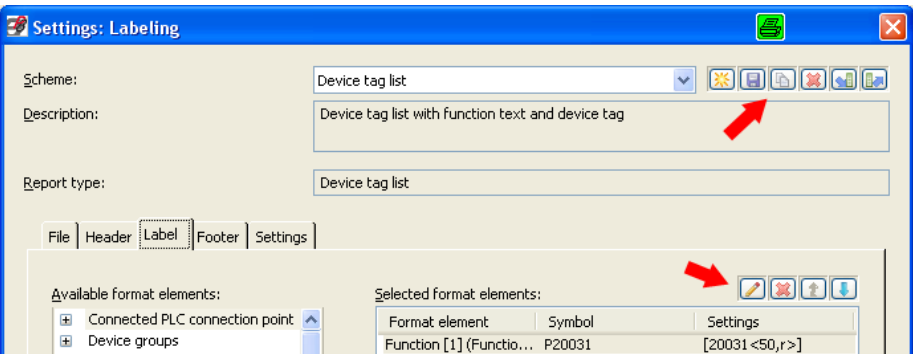 Settings: Labeling
Scheme: Device tag list
Description: Device tag list with function text and device tag
Report type: Device tag list
File Header Label Footer Settings
Available format elements: Selected format elements:
Connected PLC connection point Format element Symbol Settings
Device groups Function [1] (Functio... P20031 [20031<50,r>]